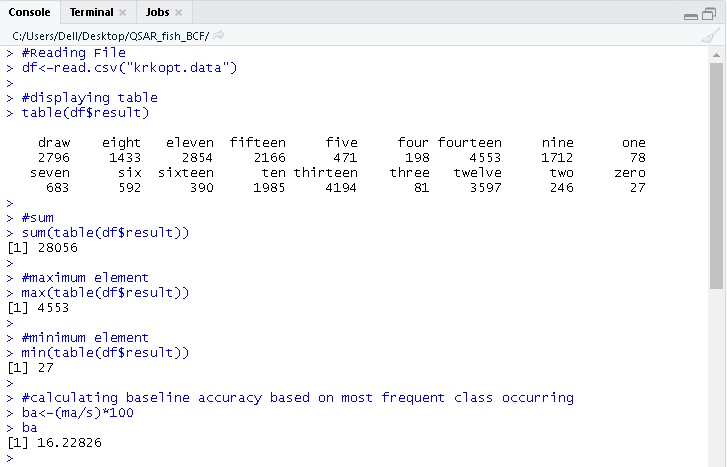 Console Terminal × Jobs ×
C:/Users/Dell/Desktop/QSAR_fish_BCF/
> #Reading File
> df<-read.csv("krkopt.data")
>
> #displaying table
> table(df$result)
draw eight eleven fifteen five four fourteen nine one
2796 1433 2854 2166 471 198 4553 1712 78
seven six sixteen ten thirteen three twelve two zero
683 592 390 1985 4194 81 3597 246 27
>
> #sum
> sum(table(df$result))
[1] 28056
>
> #maximum element
> max(table(df$result))
[1] 4553
>
> #minimum element
> min(table(df$result))
[1] 27
>
> #calculating baseline accuracy based on most frequent class occurring
> ba<-(ma/s)*100
> ba
[1] 16.22826
>